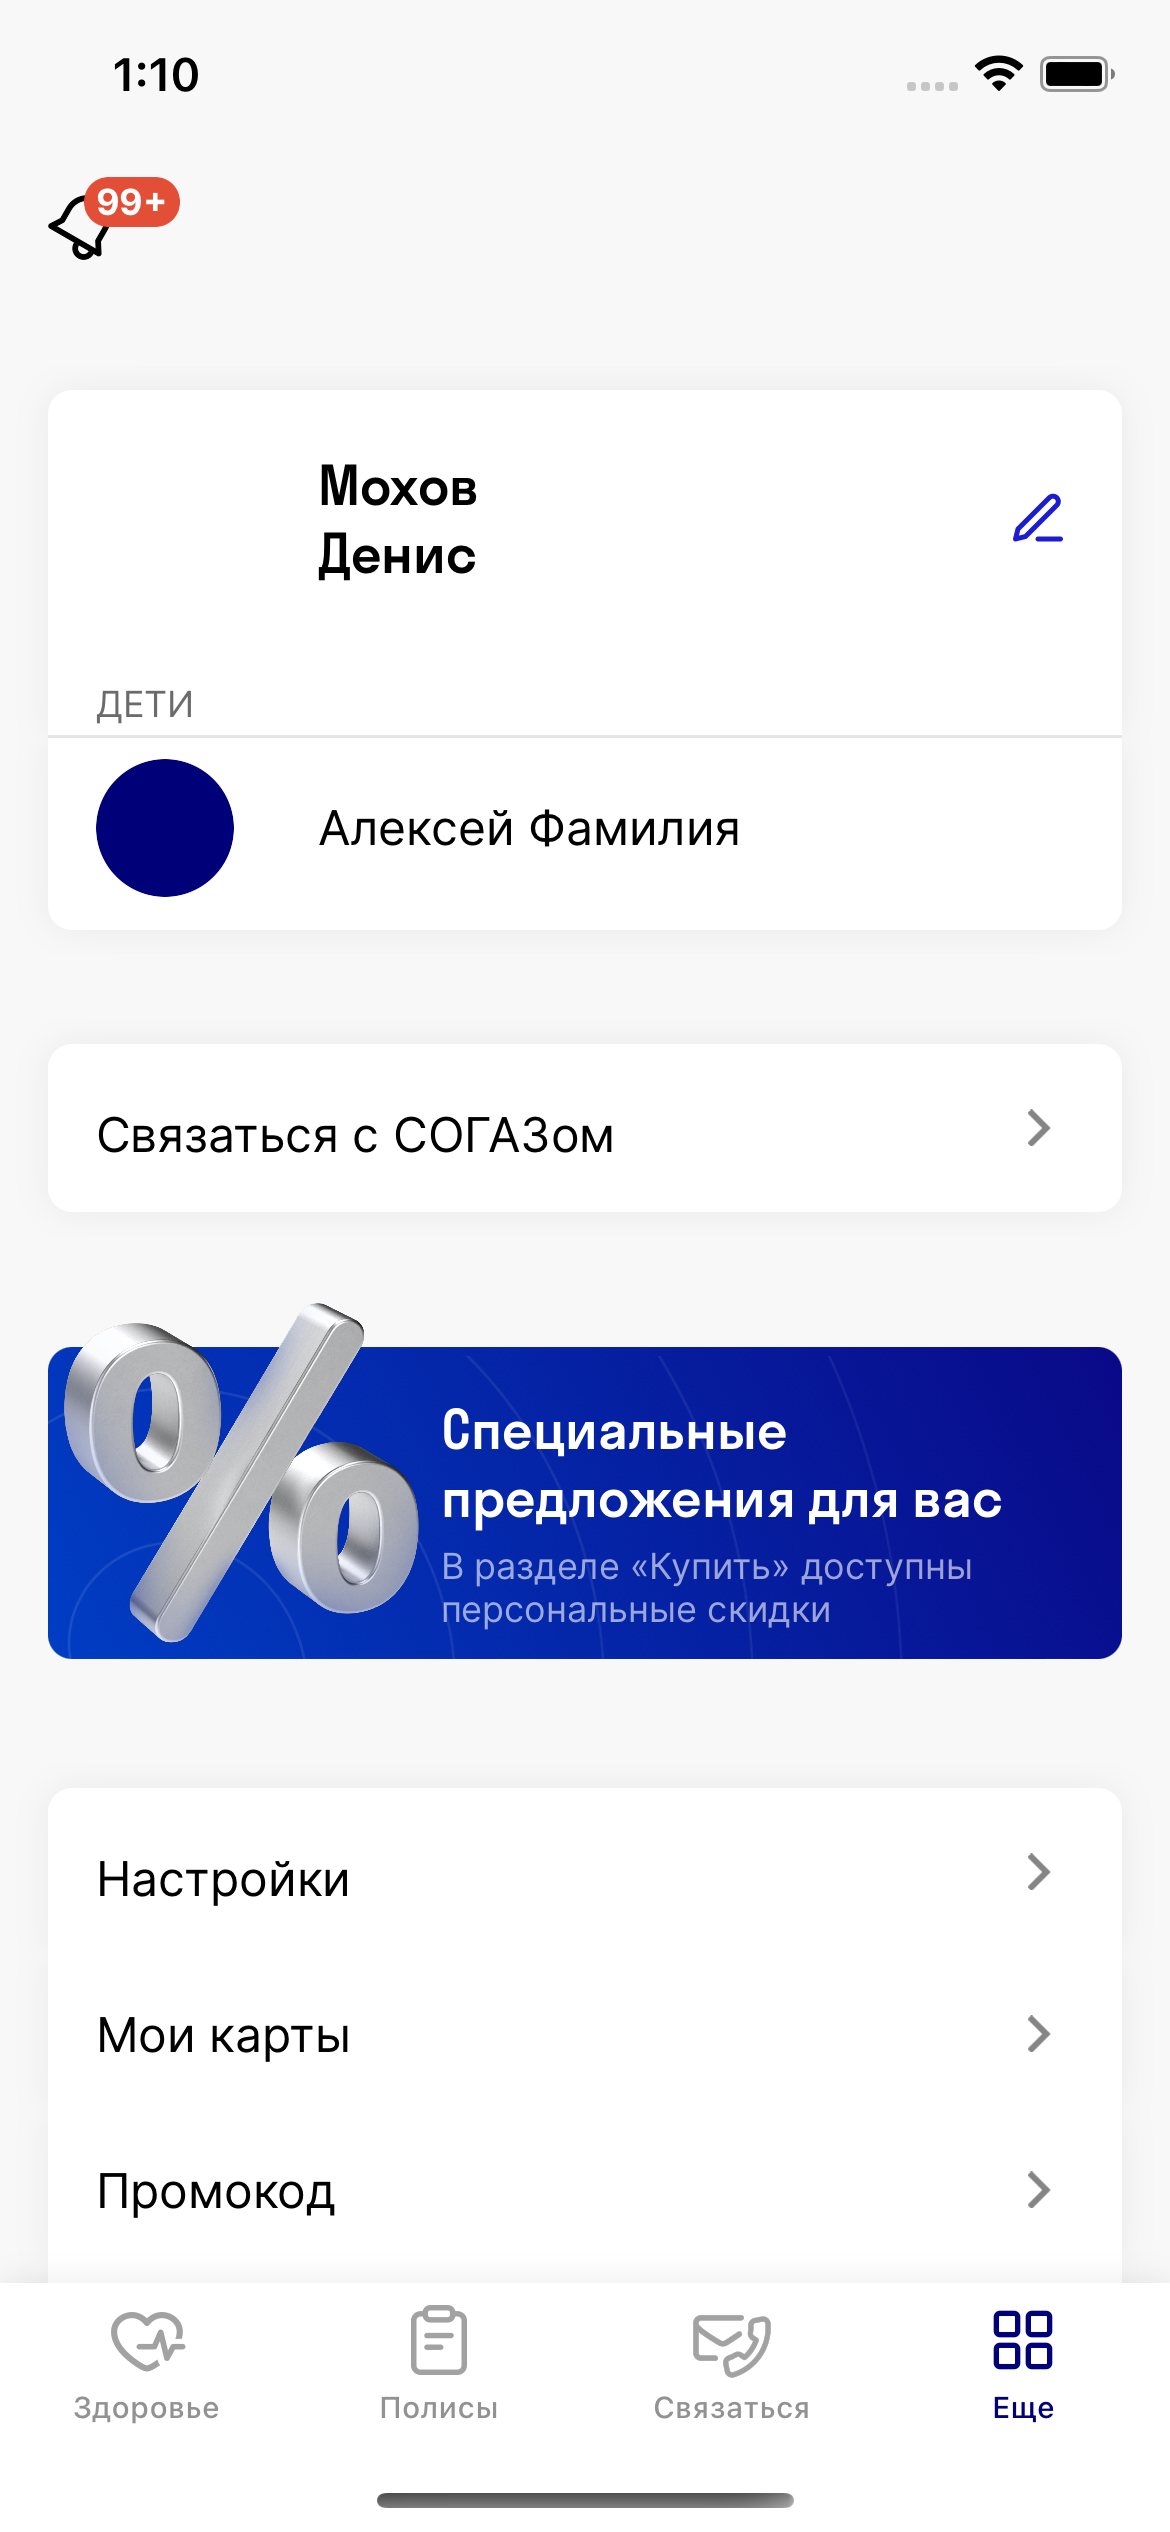 1:10
99+
Мохов
Денис
ДЕТИ
Алексей Фамилия
Связаться с СОГАЗом
Специальные
предложения для вас
В разделе «Купить» доступны
персональные скидки
Настройки
Мои карты
Промокод
Здоровье
Полисы
Связаться
Еще